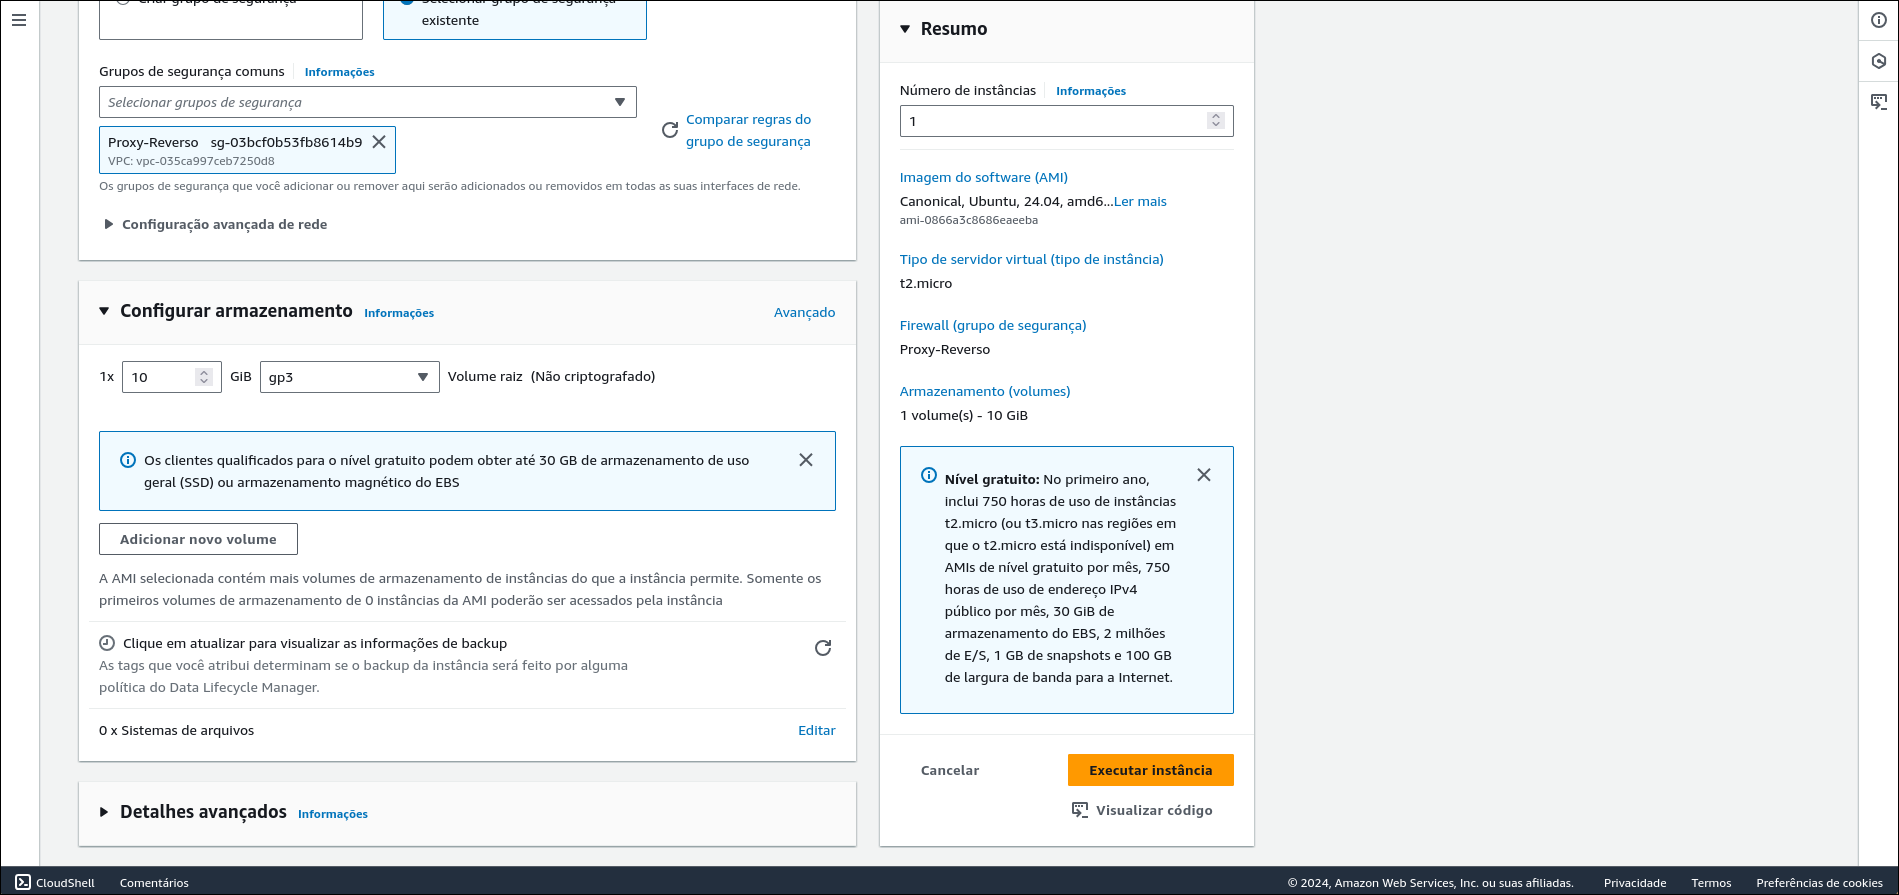 Criar grupo de segurança
Selecionar grupo de segurança
existente
Grupos de segurança comuns
Informações
Selecionar grupos de segurança
Proxy-Reverso sg-03bcf0b53fb8614b9
VPC: vpc-035ca997ceb7250d8
Comparar regras do
grupo de segurança
Os grupos de segurança que você adicionar ou remover aqui serão adicionados ou removidos em todas as suas interfaces de rede.
Configuração avançada de rede
Configurar armazenamento
Informações
Avançado
1x 10 GiB gp3 Volume raiz (Não criptografado)
Os clientes qualificados para o nível gratuito podem obter até 30 GB de armazenamento de uso
geral (SSD) ou armazenamento magnético do EBS
Adicionar novo volume
A AMI selecionada contém mais volumes de armazenamento de instâncias do que a instância permite. Somente os
primeiros volumes de armazenamento de 0 instâncias da AMI poderão ser acessados pela instância
Clique em atualizar para visualizar as informações de backup
As tags que você atribui determinam se o backup da instância será feito por alguma
política do Data Lifecycle Manager.
0 x Sistemas de arquivos
Editar
Detalhes avançados
Informações
Resumo
Número de instâncias
Informações
1
Imagem do software (AMI)
Canonical, Ubuntu, 24.04, amd6...Ler mais
ami-0866a3c8686eaeeba
Tipo de servidor virtual (tipo de instância)
t2.micro
Firewall (grupo de segurança)
Proxy-Reverso
Armazenamento (volumes)
1 volume(s) - 10 GiB
Nível gratuito: No primeiro ano,
inclui 750 horas de uso de instâncias
t2.micro (ou t3.micro nas regiões em
que o t2.micro está indisponível) em
AMIs de nível gratuito por mês, 750
horas de uso de endereço IPv4
público por mês, 30 GiB de
armazenamento do EBS, 2 milhões
de E/S, 1 GB de snapshots e 100 GB
de largura de banda para a Internet.
Cancelar
Executar instância
Visualizar código
CloudShell
Comentários
© 2024, Amazon Web Services, Inc. ou suas afiliadas.
Privacidade
Termos
Preferências de cookies